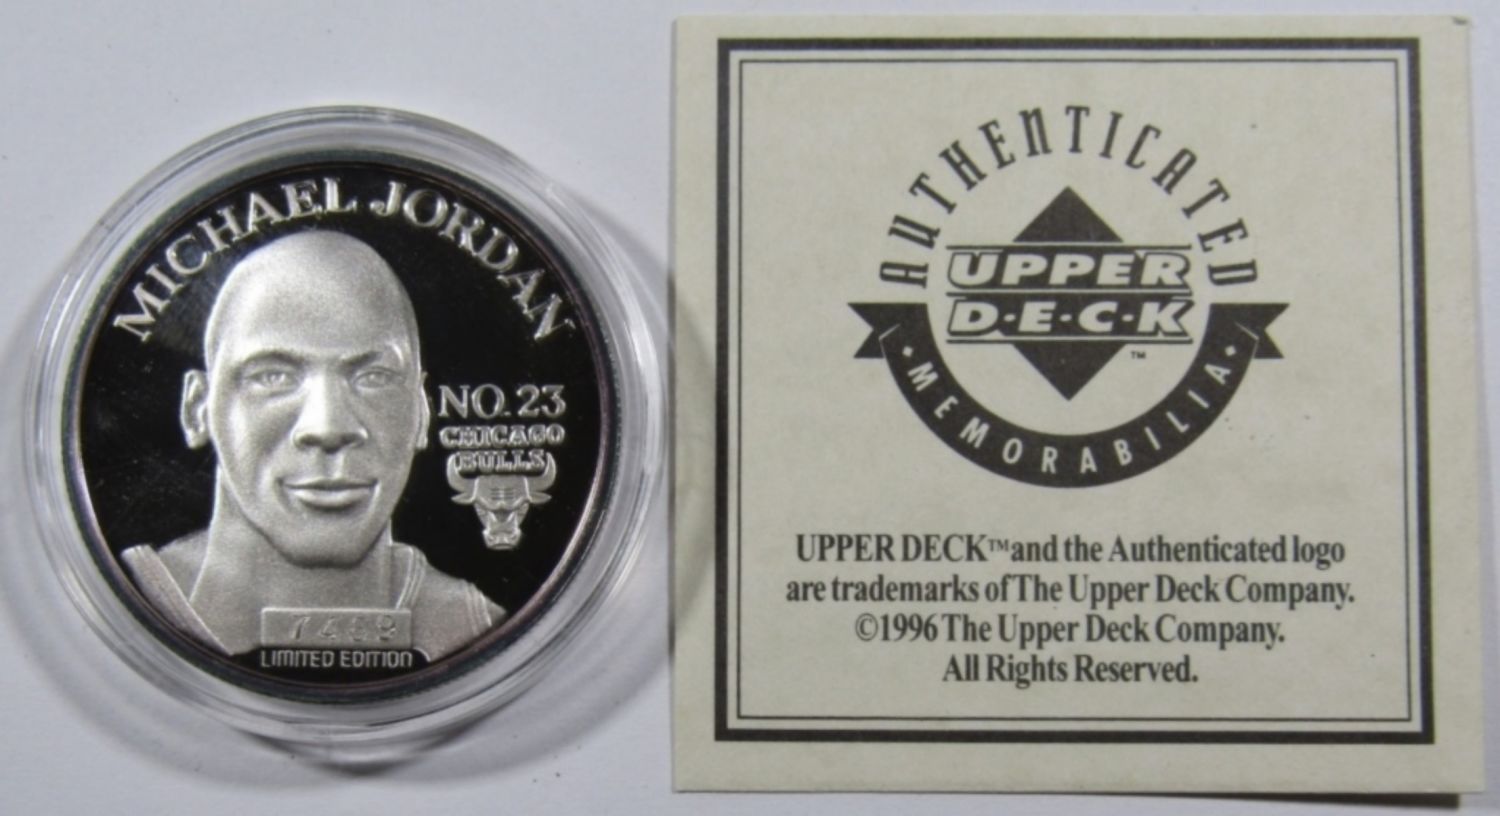 MICHAEL JORDAN
NO. 23
CHICAGO
BULLS
LIMITED EDITION
AUTHENTICATED
UPPER
D·E·C·K
TM
MEMORABILIA
UPPER DECK™ and the Authenticated logo
are trademarks of The Upper Deck Company.
©1996 The Upper Deck Company.
All Rights Reserved.